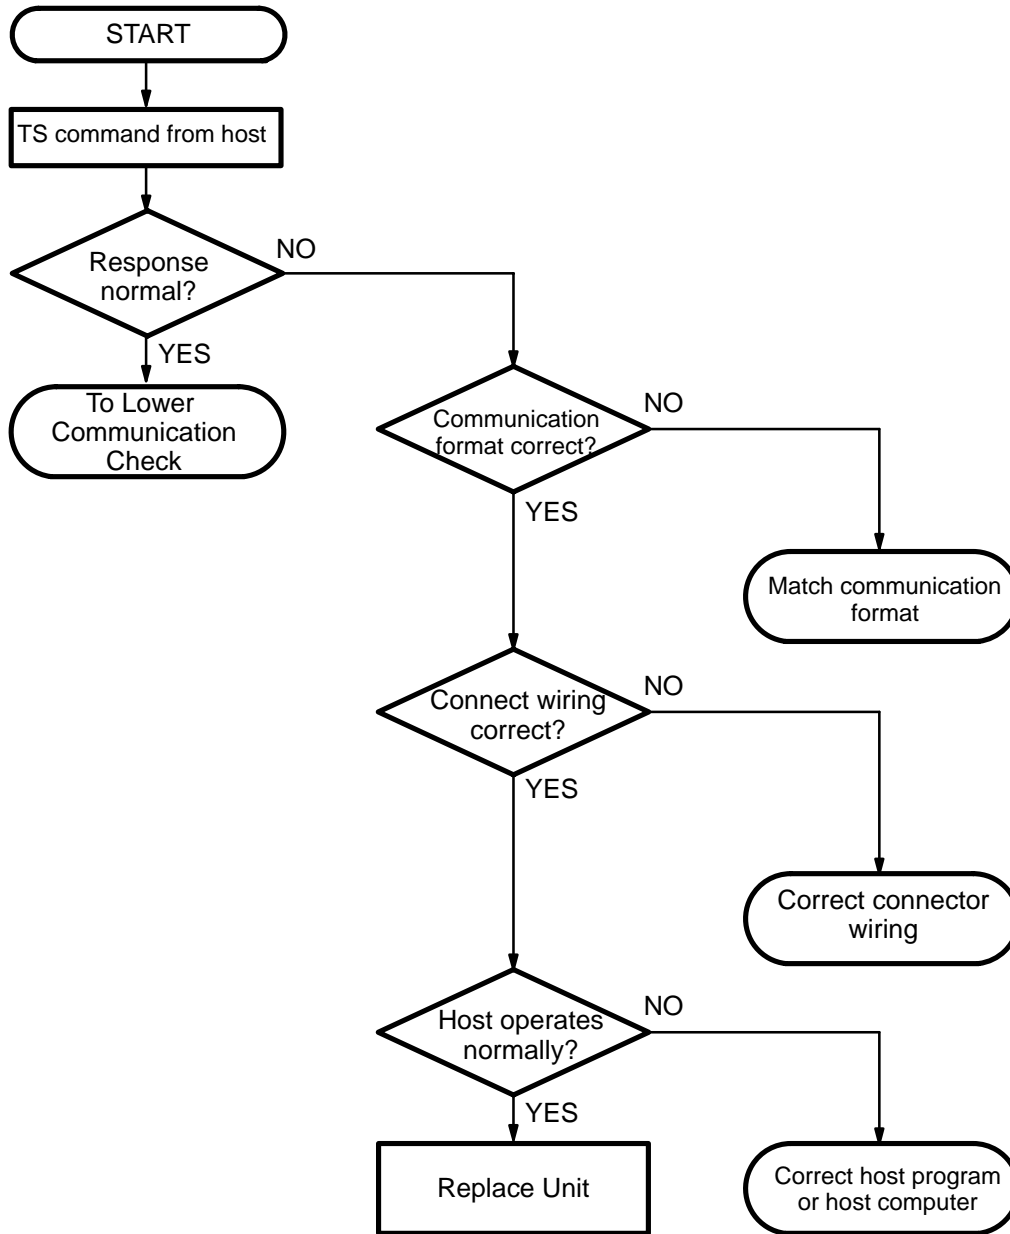 START
TS command from host
Response
normal?
NO
YES
To Lower
Communication
Check
Communication
format correct?
NO
YES
Match communication
format
Connect wiring
correct?
NO
YES
Correct connector
wiring
Host operates
normally?
NO
YES
Replace Unit
Correct host program
or host computer